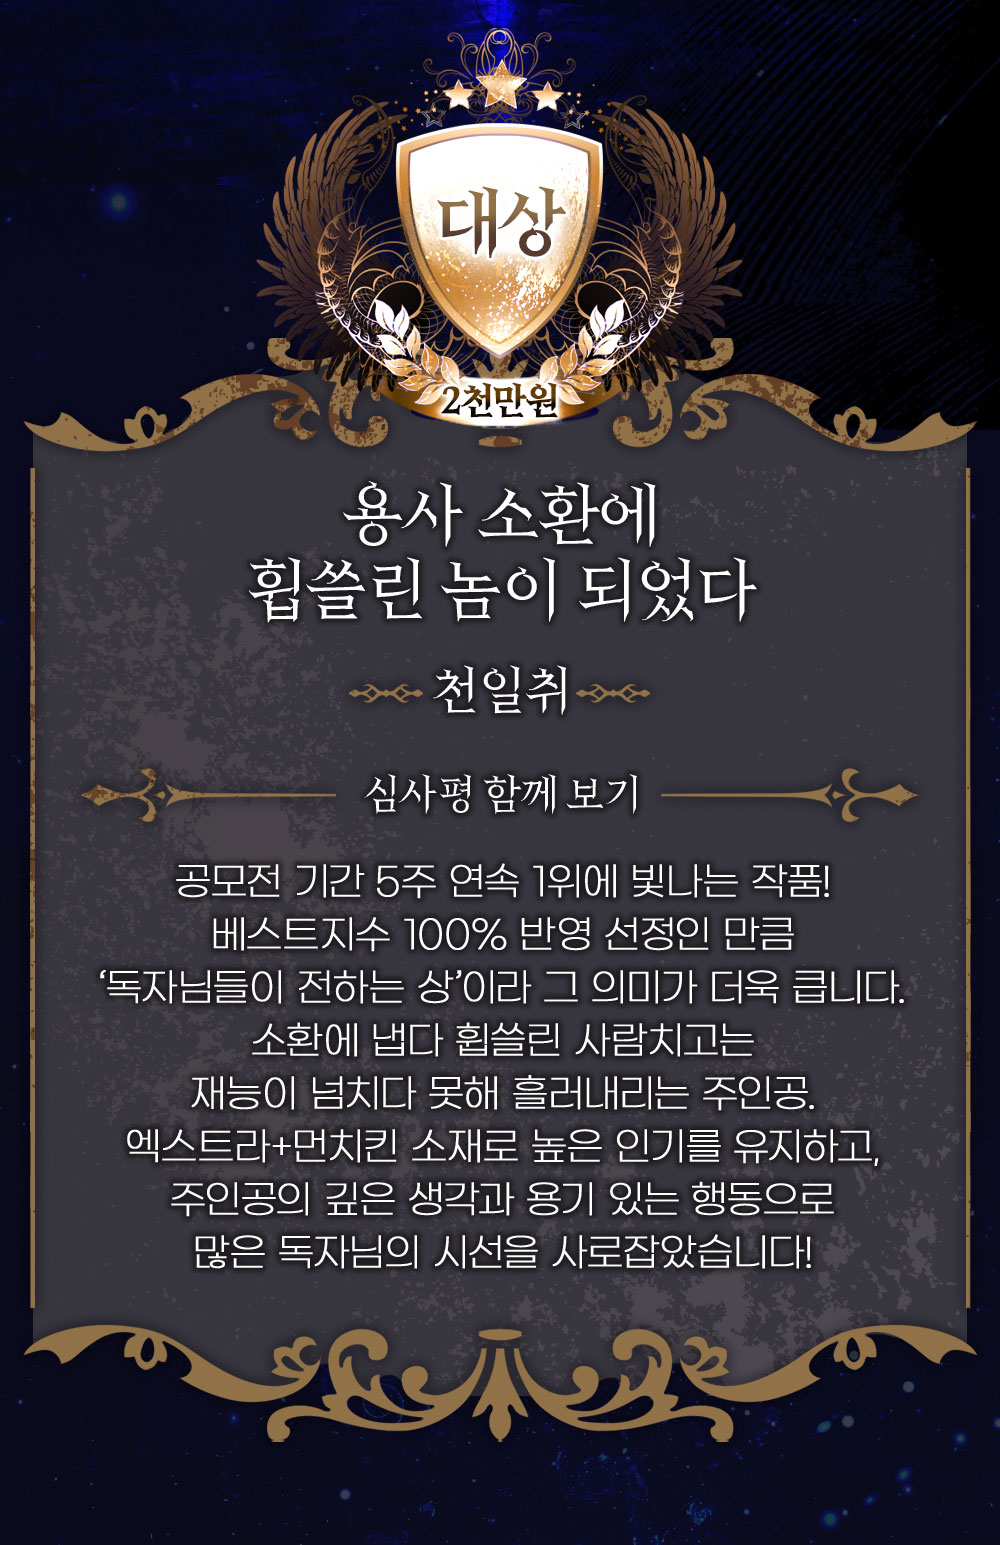 대상
2천만원
용사 소환에
휩쓸린 놈이 되었다
천일취
심사평 함께 보기
공모전 기간 5주 연속 1위에 빛나는 작품!
베스트지수 100% 반영 선정인 만큼
‘독자님들이 전하는 상’이라 그 의미가 더욱 큽니다.
소환에 냅다 휩쓸린 사람치고는
재능이 넘치다 못해 흘러내리는 주인공.
엑스트라+먼치킨 소재로 높은 인기를 유지하고,
주인공의 깊은 생각과 용기 있는 행동으로
많은 독자님의 시선을 사로잡았습니다!